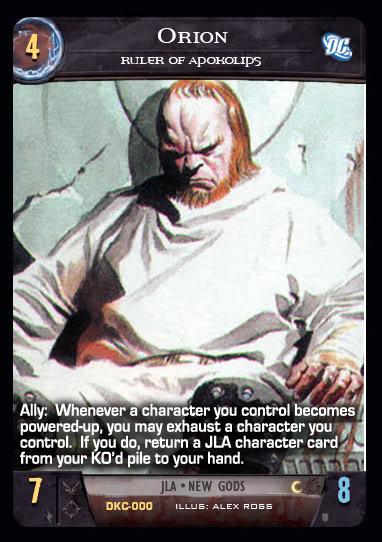 4
Orion
DC
RULER OF APOKOLIPS
Ally: Whenever a character you control becomes
powered-up, you may exhaust a character you
control. If you do, return a JLA character card
from your KO'd pile to your hand.
7
JLA • NEW GODS
8
DKC-000 ILLUS: ALEX ROSS